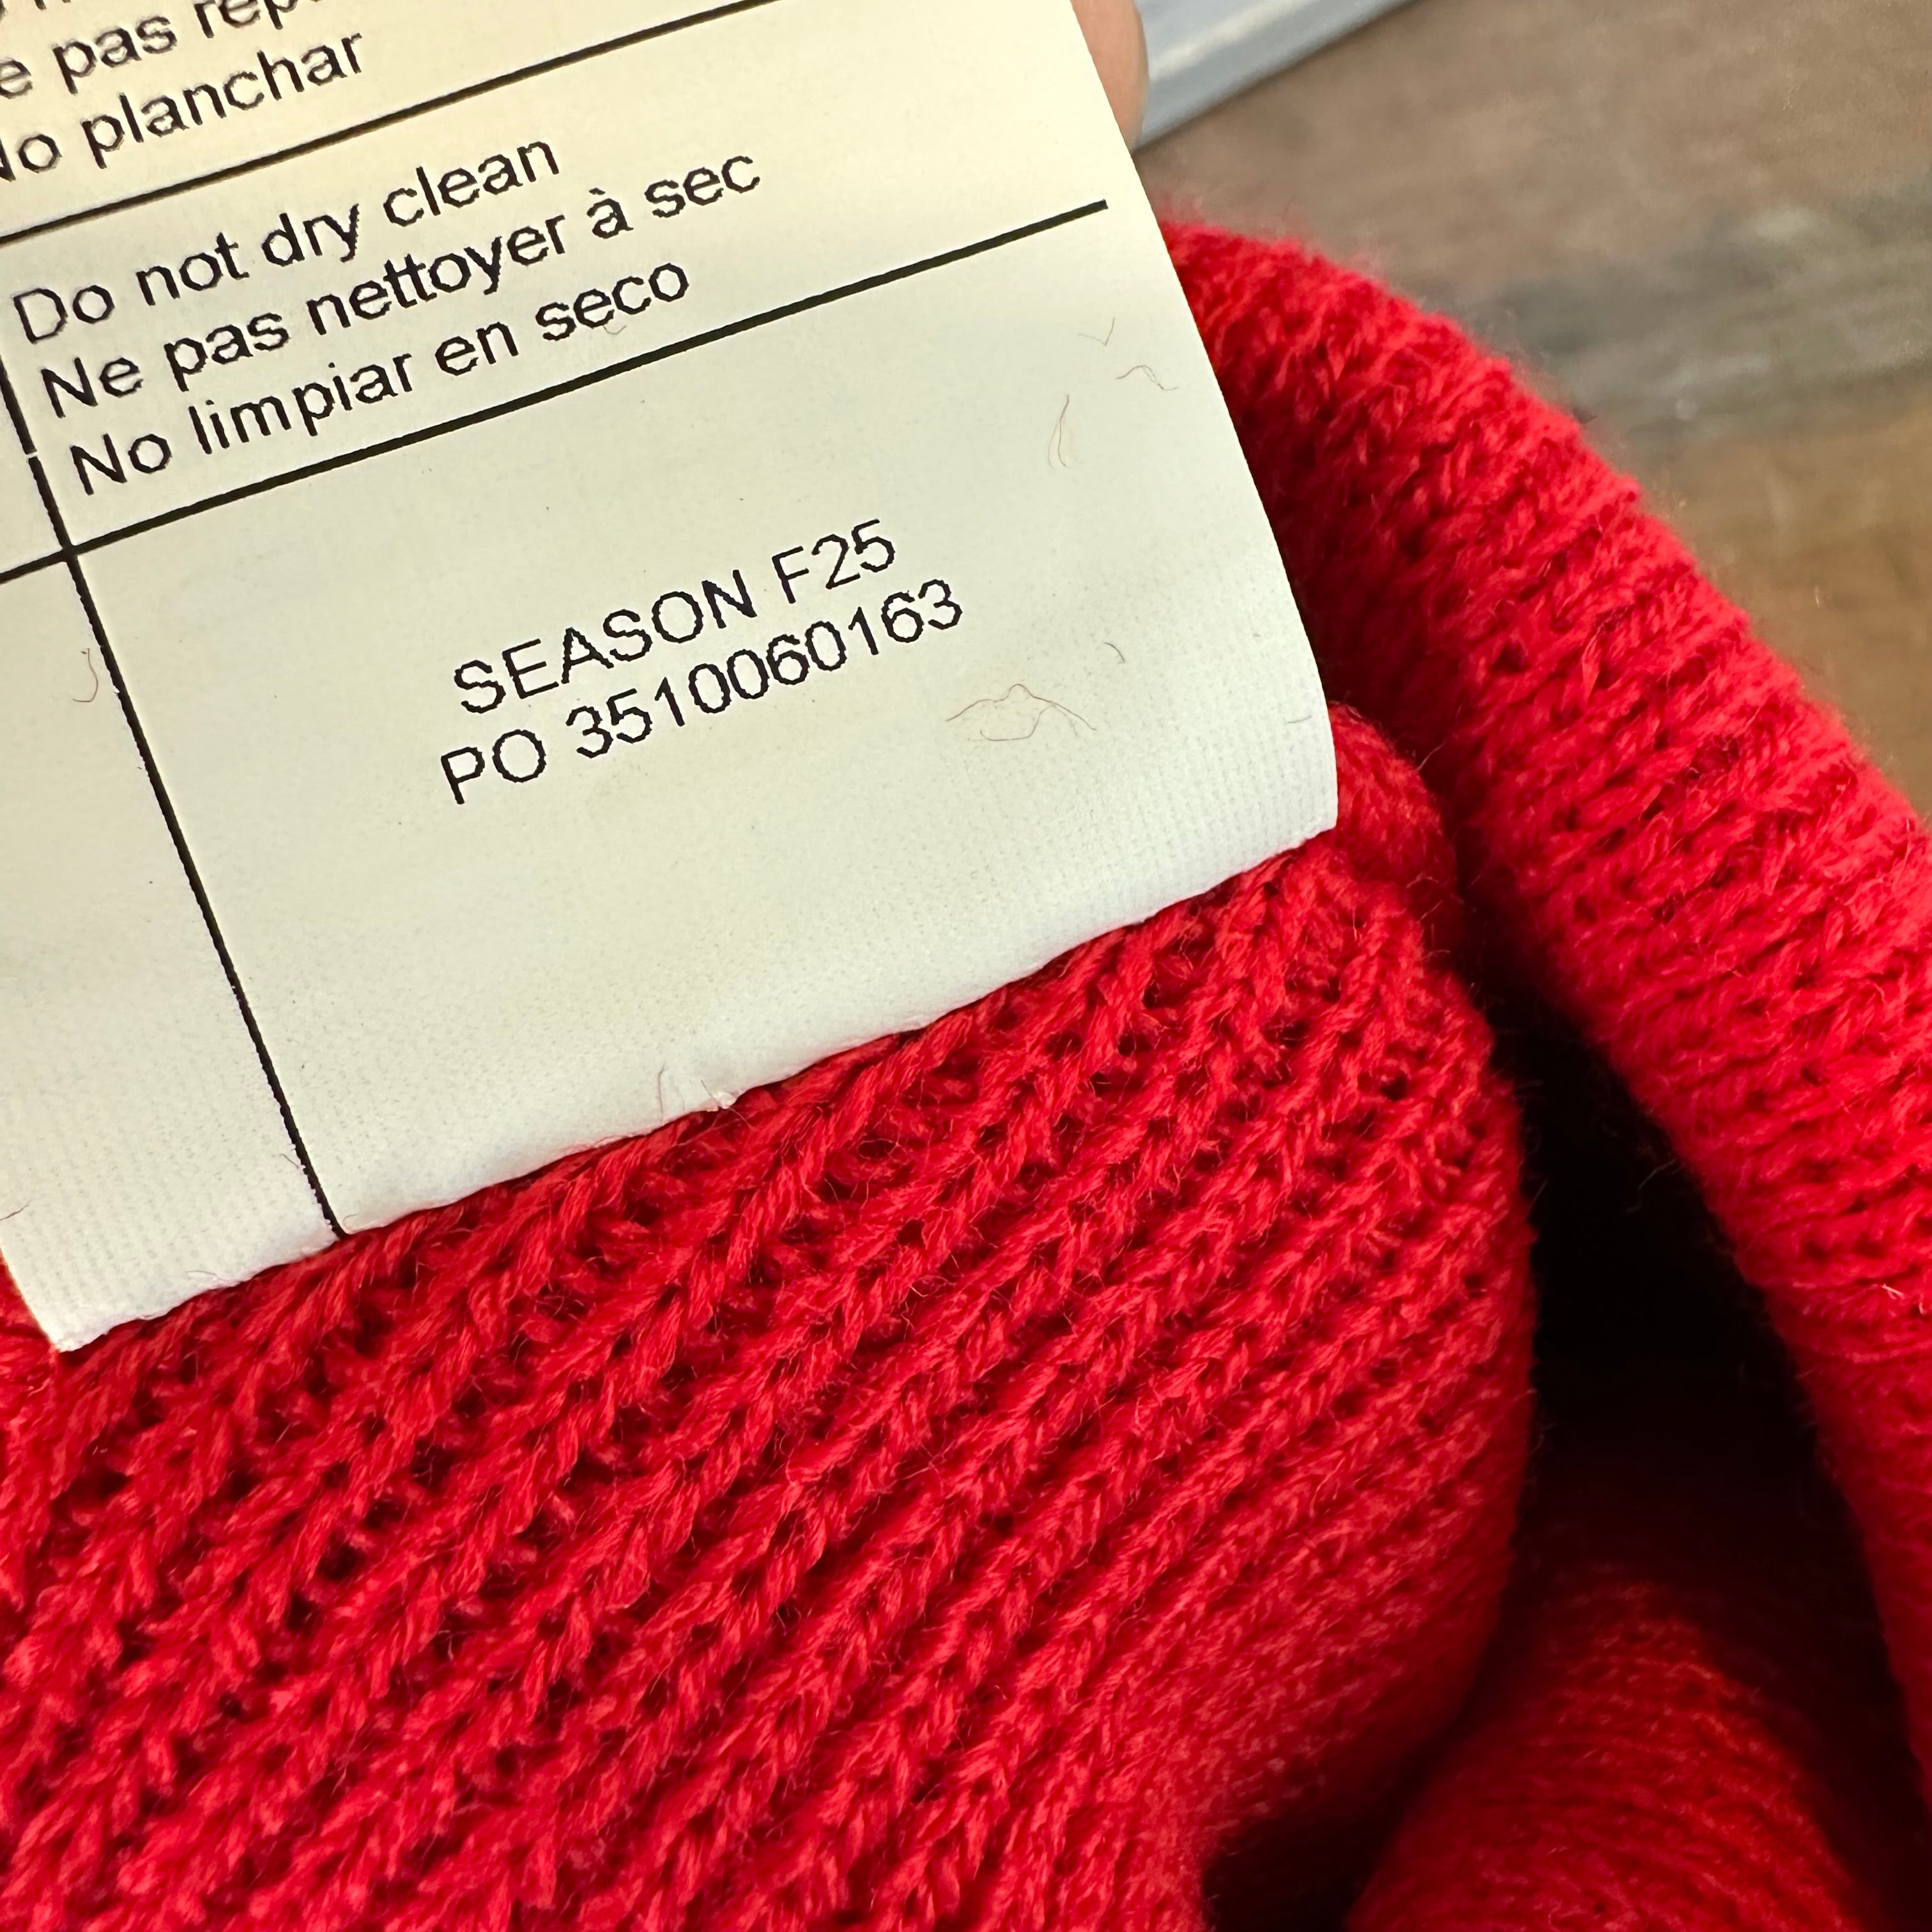 pas
No planchar
Do not dry clean
Ne pas nettoyer à sec
No limpiar en seco
SEASON F25
PO 3510060163